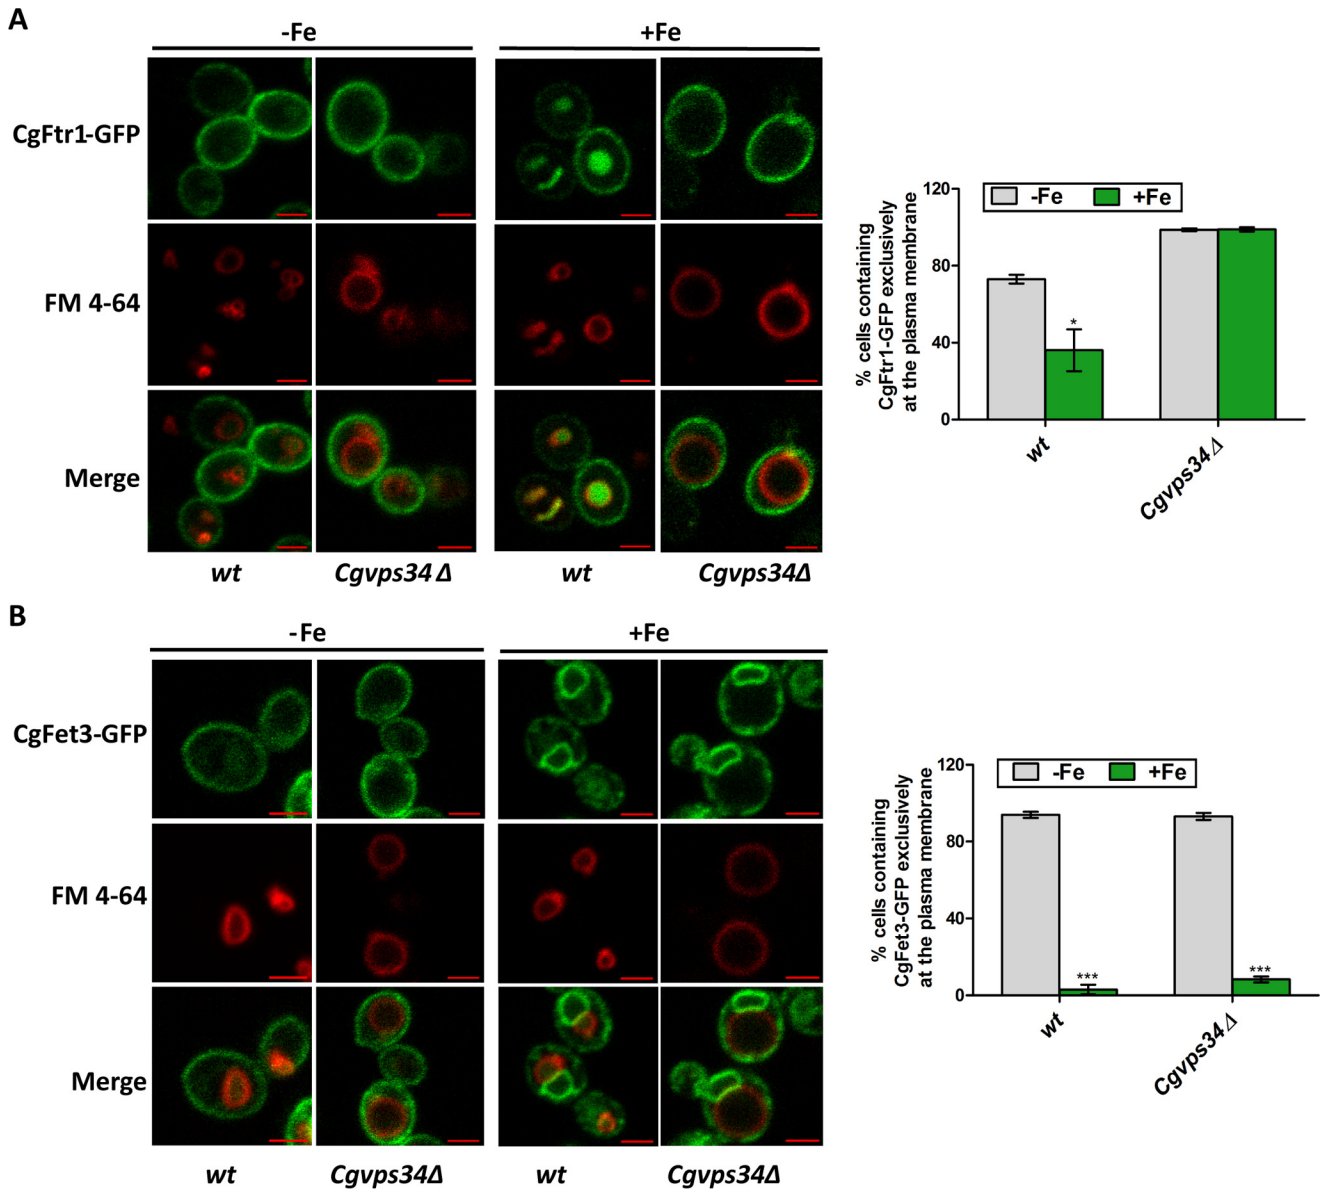 A
-Fe
+Fe
CgFtr1-GFP
FM 4-64
Merge
wt
Cgvps34Δ
wt
Cgvps34Δ
% cells containing
CgFtr1-GFP exclusively
at the plasma membrane
120
80
40
0
-Fe
+Fe
*
wt
Cgvps34Δ
B
-Fe
+Fe
CgFet3-GFP
FM 4-64
Merge
wt
Cgvps34Δ
wt
Cgvps34Δ
% cells containing
CgFet3-GFP exclusively
at the plasma membrane
120
80
40
0
-Fe
+Fe
***
***
wt
Cgvps34Δ